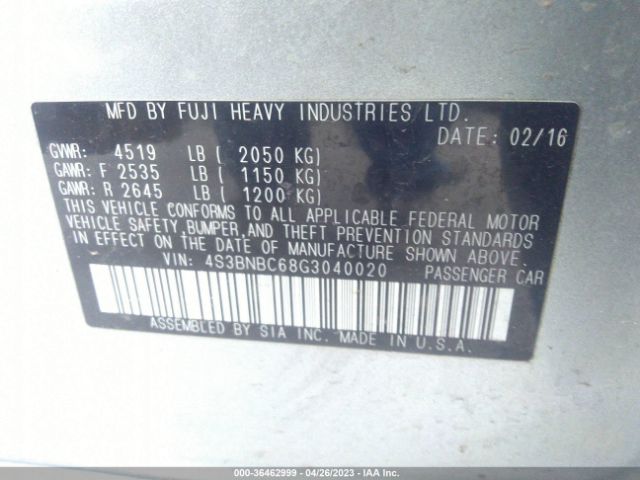 MFD BY FUJI HEAVY INDUSTRIES LTD.
DATE: 02/16
GVWR: 4519 LB ( 2050 KG)
GAWR: F 2535 LB ( 1150 KG)
GAWR: R 2645 LB ( 1200 KG)
THIS VEHICLE CONFORMS TO ALL APPLICABLE FEDERAL MOTOR
VEHICLE SAFETY, BUMPER, AND THEFT PREVENTION STANDARDS
IN EFFECT ON THE DATE OF MANUFACTURE SHOWN ABOVE.
VIN: 4S3BNBC68G3040020 PASSENGER CAR
ASSEMBLED BY SIA INC. MADE IN U.S.A.
000-36462999 - 04/26/2023 - IAA Inc.